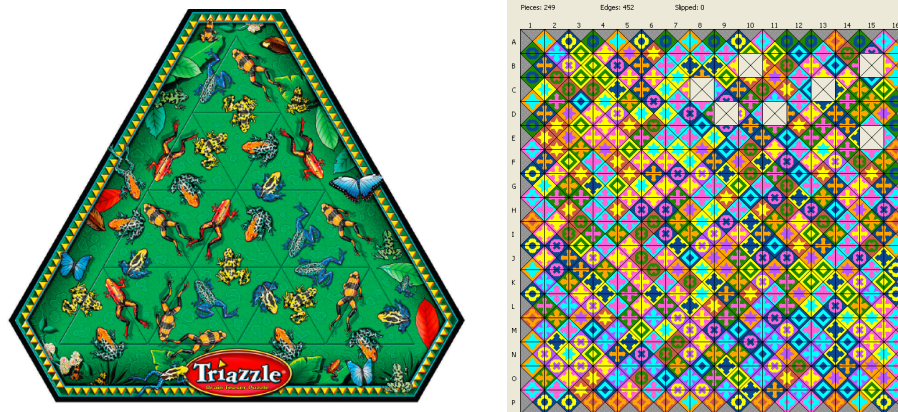 Pieces: 249 Edges: 452 Slipped: 0
1 2 3 4 5 6 7 8 9 10 11 12 13 14 15 16
A
B
C
D
E
F
G
H
I
J
K
L
M
N
O
P
Triazzle